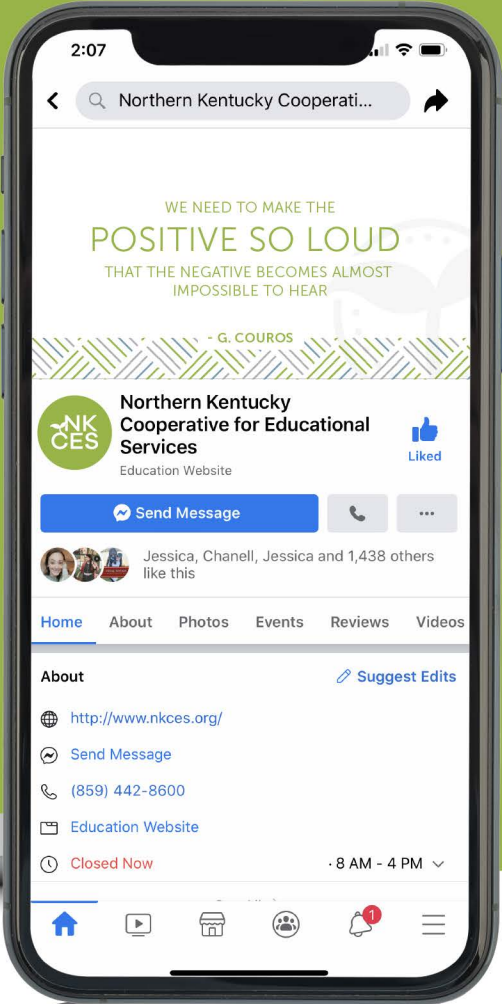 2:07
Northern Kentucky Cooperati...
WE NEED TO MAKE THE
POSITIVE SO LOUD
THAT THE NEGATIVE BECOMES ALMOST
IMPOSSIBLE TO HEAR
- G. COUROS
NK
CES
Northern Kentucky
Cooperative for Educational
Services
Education Website
Liked
Send Message
Jessica, Chanell, Jessica and 1,438 others
like this
Home About Photos Events Reviews Videos
About
Suggest Edits
http://www.nkces.org/
Send Message
(859) 442-8600
Education Website
Closed Now · 8 AM - 4 PM
1